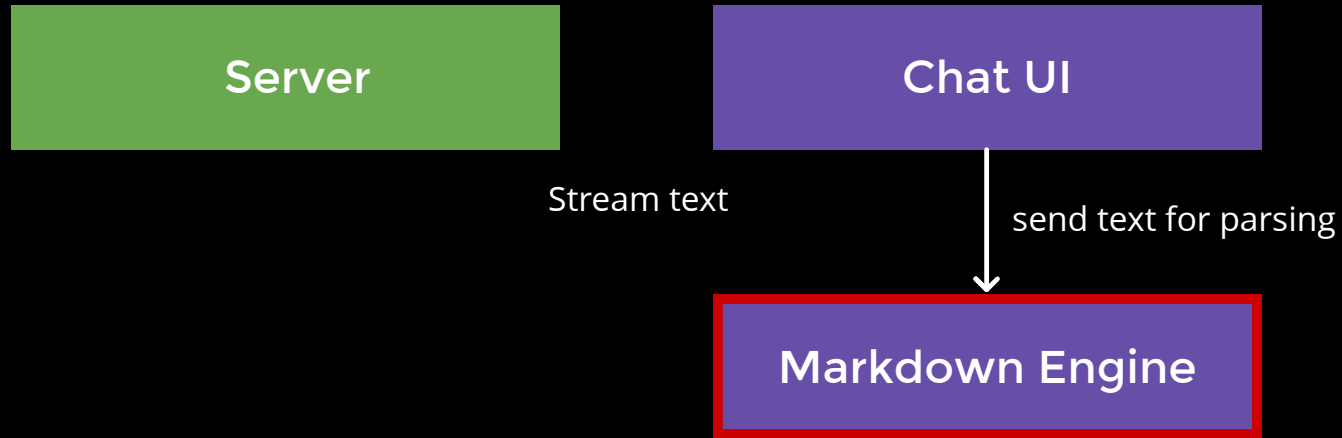 Server
Chat UI
Stream text
send text for parsing
Markdown Engine